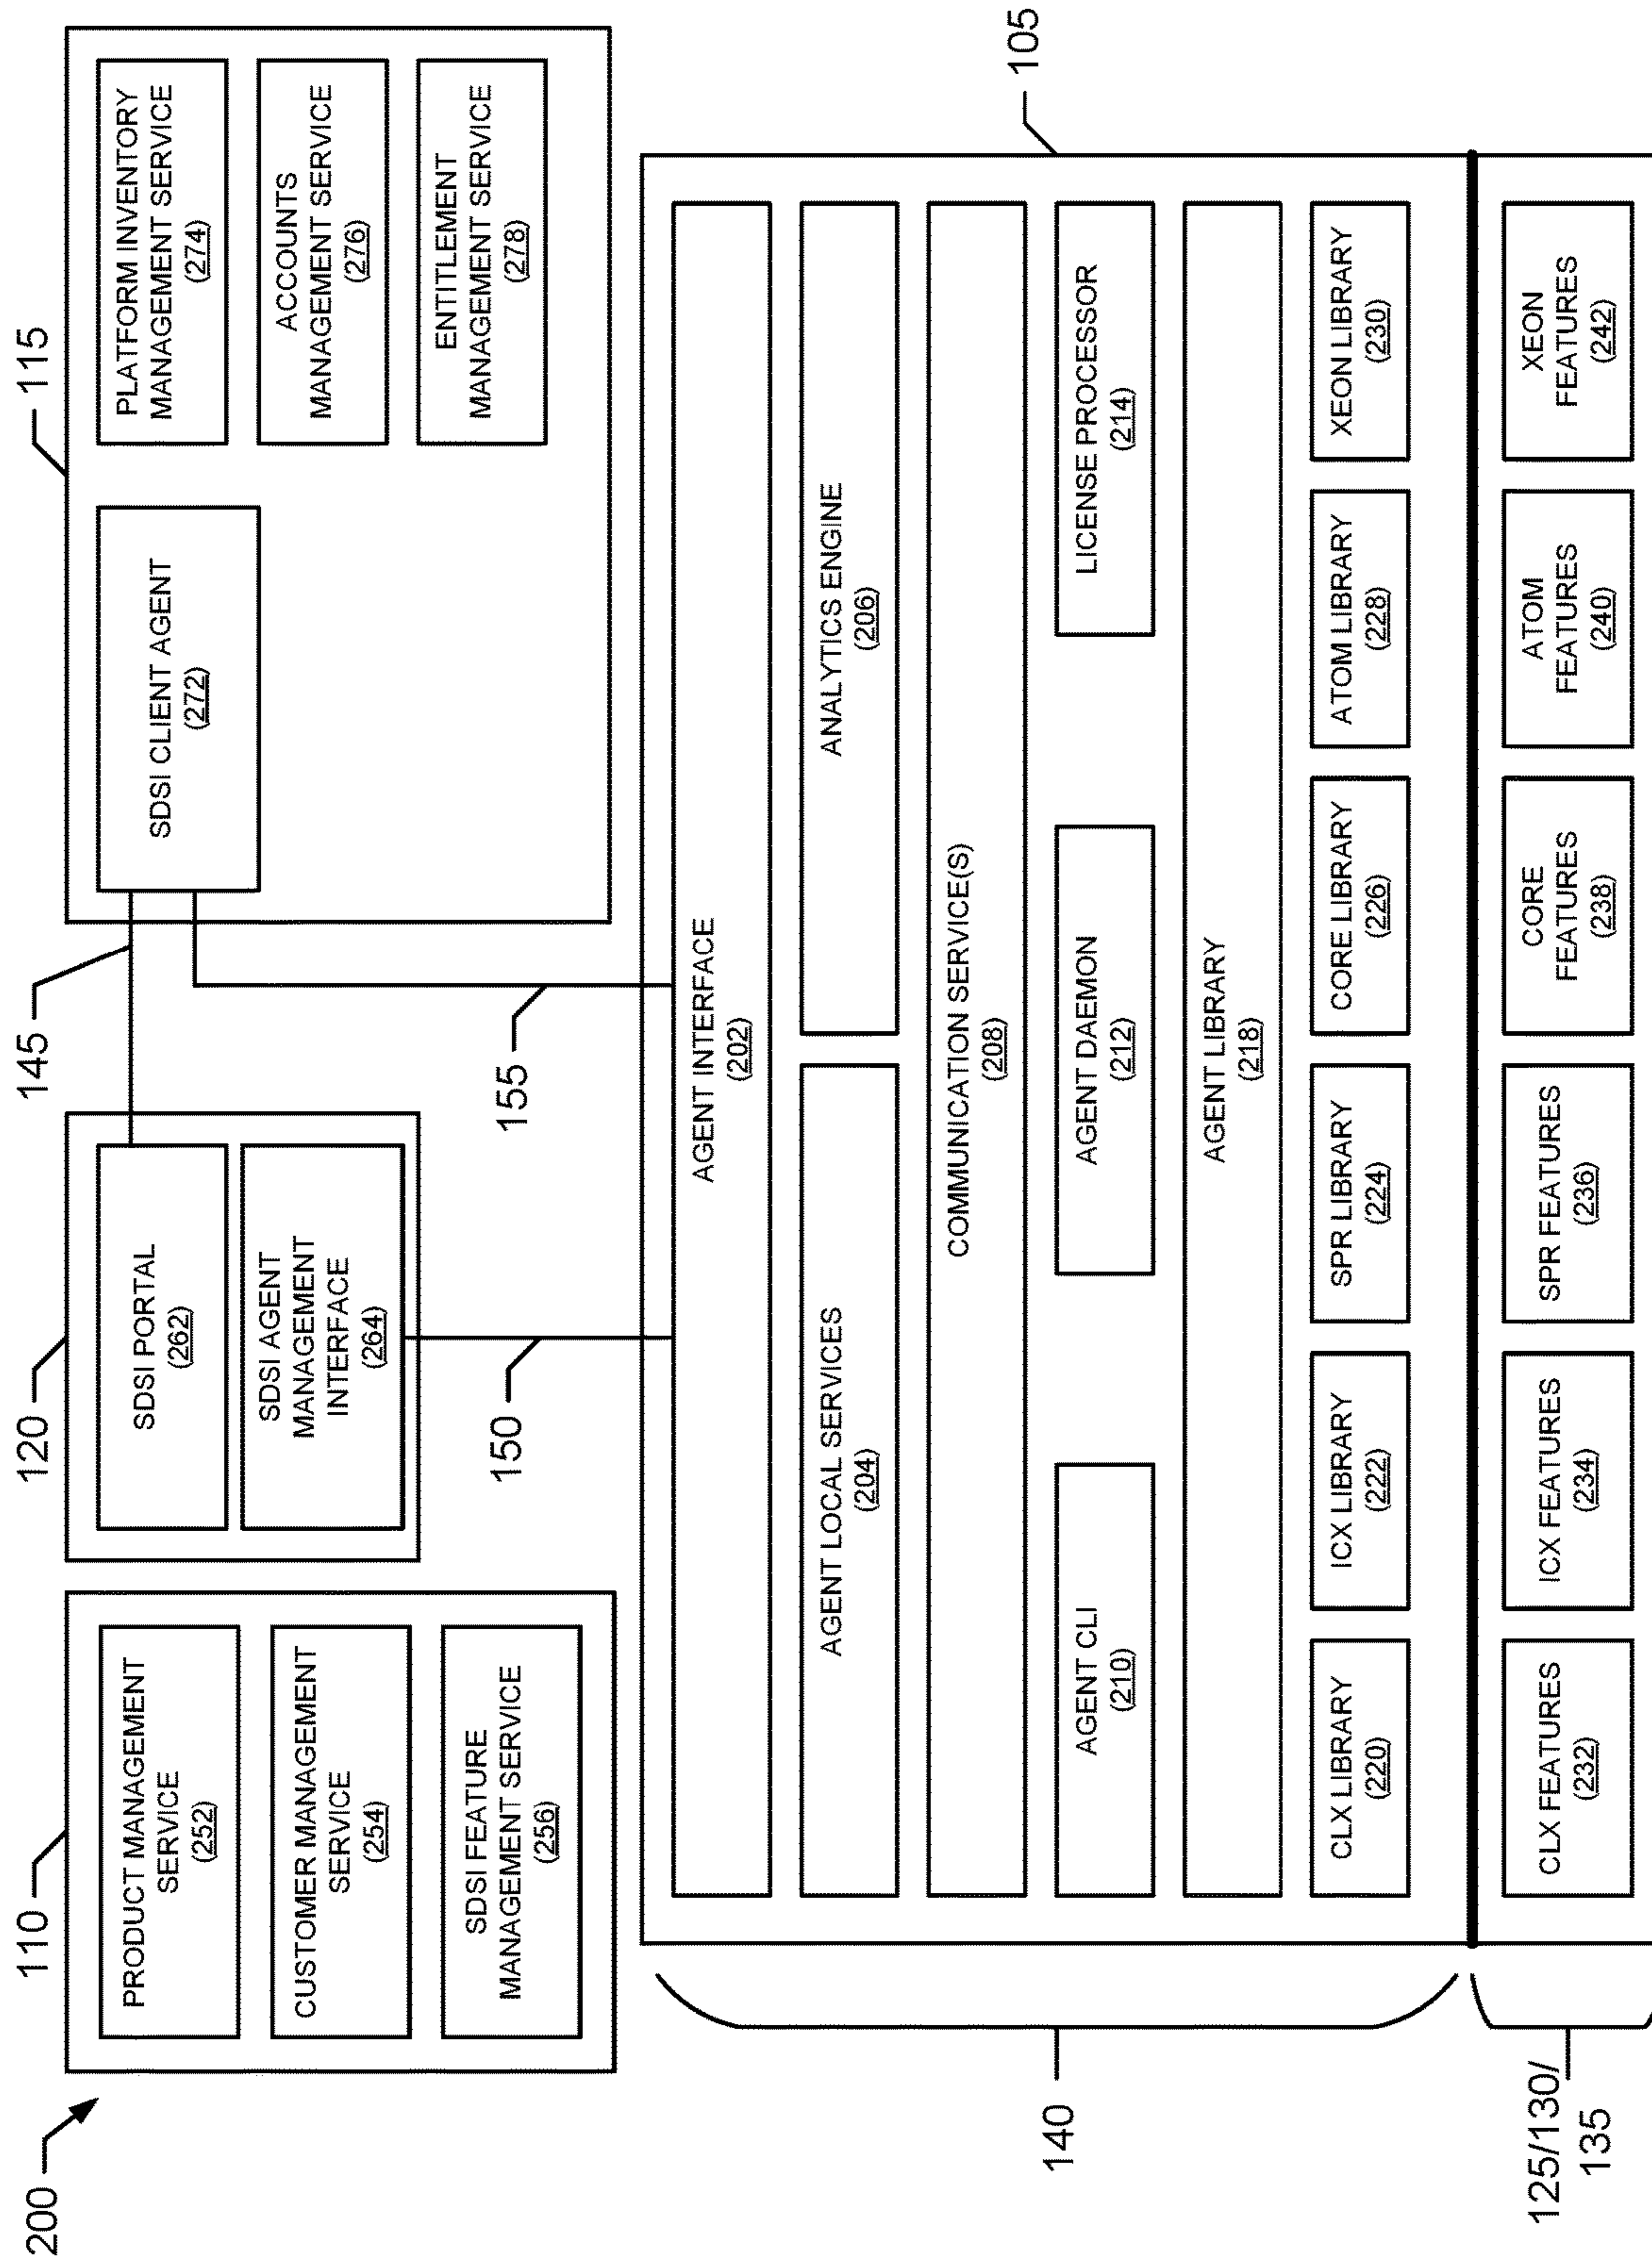 200
110
PRODUCT MANAGEMENT
SERVICE
(252)
CUSTOMER MANAGEMENT
SERVICE
(254)
SDSI FEATURE
MANAGEMENT SERVICE
(256)
120
SDSI PORTAL
(262)
SDSI AGENT
MANAGEMENT
INTERFACE
(264)
145
150
155
115
SDSI CLIENT AGENT
(272)
PLATFORM INVENTORY
MANAGEMENT SERVICE
(274)
ACCOUNTS
MANAGEMENT SERVICE
(276)
ENTITLEMENT
MANAGEMENT SERVICE
(278)
105
140
AGENT INTERFACE
(202)
AGENT LOCAL SERVICES
(204)
ANALYTICS ENGINE
(206)
COMMUNICATION SERVICE(S)
(208)
AGENT CLI
(210)
AGENT DAEMON
(212)
LICENSE PROCESSOR
(214)
AGENT LIBRARY
(218)
CLX LIBRARY
(220)
ICX LIBRARY
(222)
SPR LIBRARY
(224)
CORE LIBRARY
(226)
ATOM LIBRARY
(228)
XEON LIBRARY
(230)
125/130/
135
CLX FEATURES
(232)
ICX FEATURES
(234)
SPR FEATURES
(236)
CORE
FEATURES
(238)
ATOM
FEATURES
(240)
XEON
FEATURES
(242)